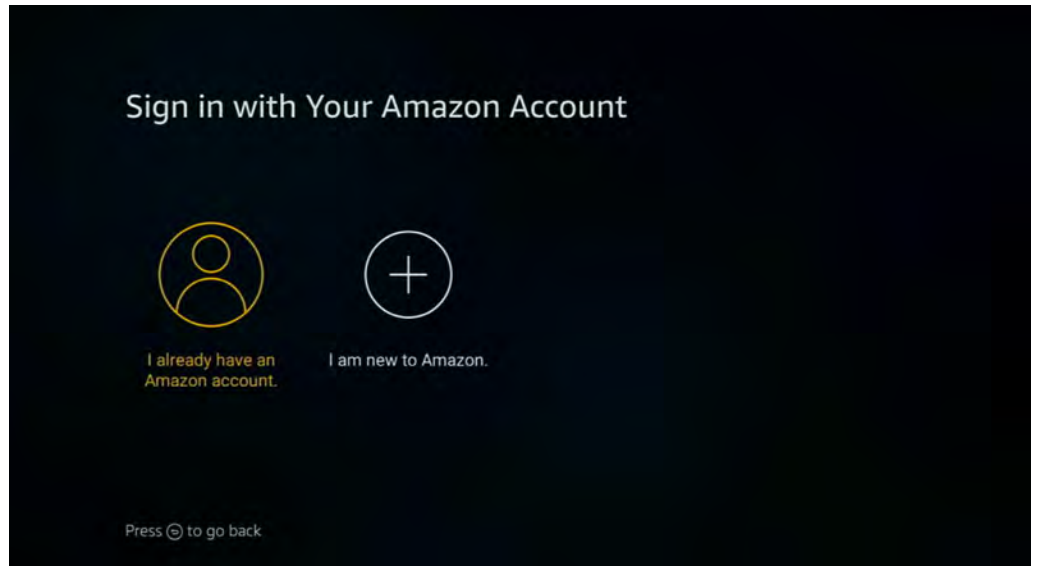 Sign in with Your Amazon Account
I already have an
Amazon account.
I am new to Amazon.
Press to go back